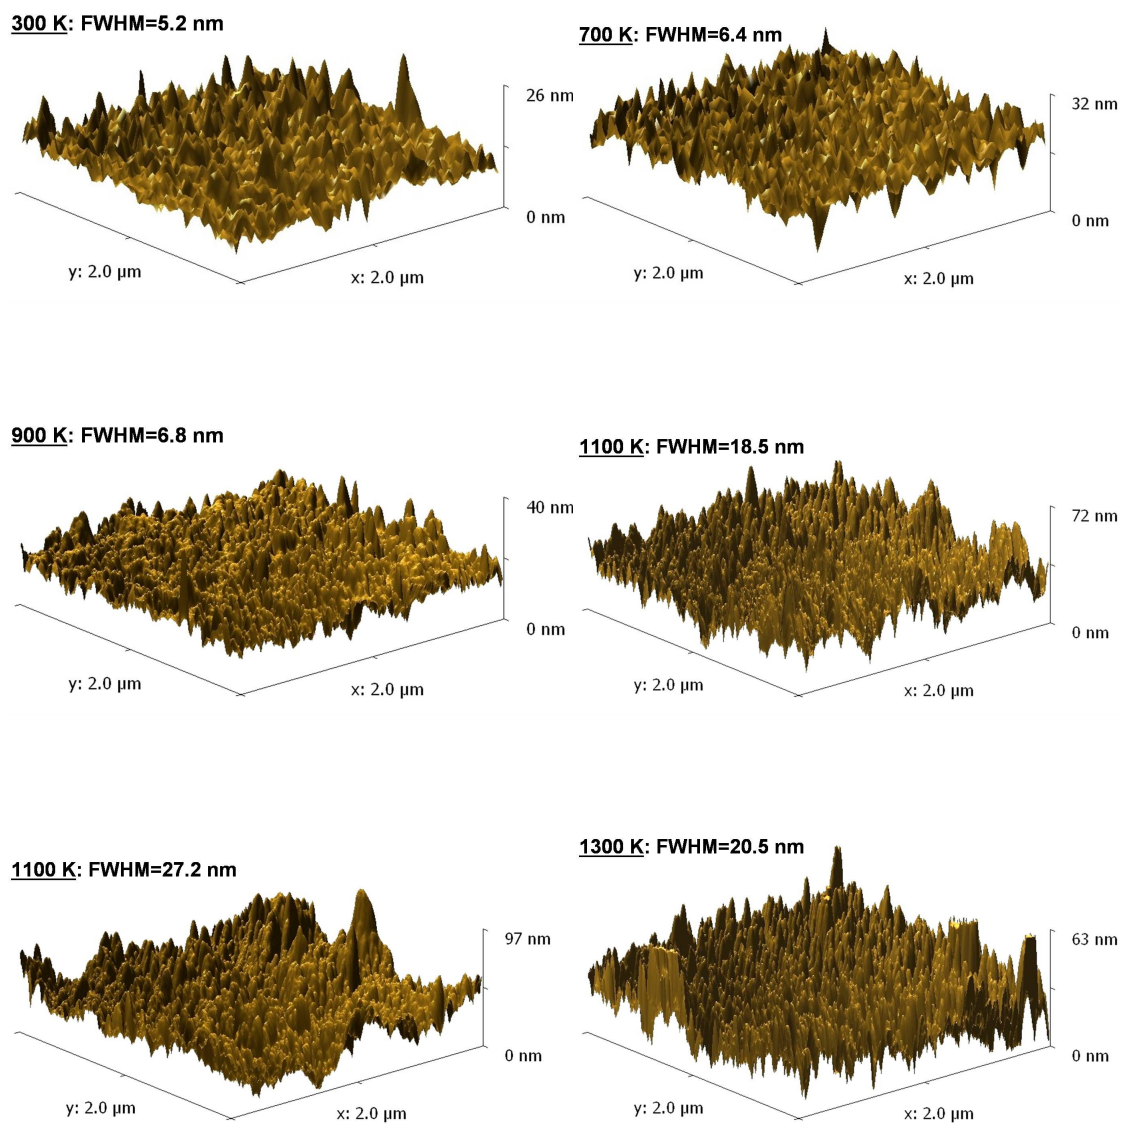 300 K: FWHM=5.2 nm
26 nm
0 nm
y: 2.0 µm
x: 2.0 µm
700 K: FWHM=6.4 nm
32 nm
0 nm
y: 2.0 µm
x: 2.0 µm
900 K: FWHM=6.8 nm
40 nm
0 nm
y: 2.0 µm
x: 2.0 µm
1100 K: FWHM=18.5 nm
72 nm
0 nm
y: 2.0 µm
x: 2.0 µm
1100 K: FWHM=27.2 nm
97 nm
0 nm
y: 2.0 µm
x: 2.0 µm
1300 K: FWHM=20.5 nm
63 nm
0 nm
y: 2.0 µm
x: 2.0 µm